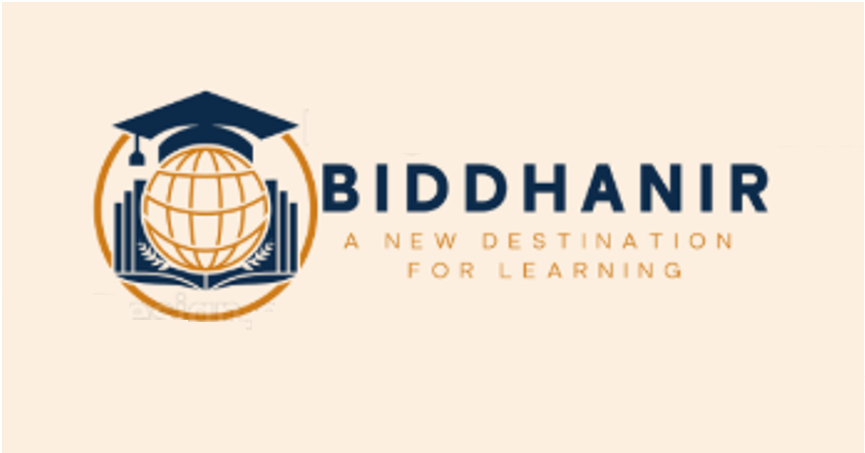 BIDDHANIR
A NEW DESTINATION
FOR LEARNING